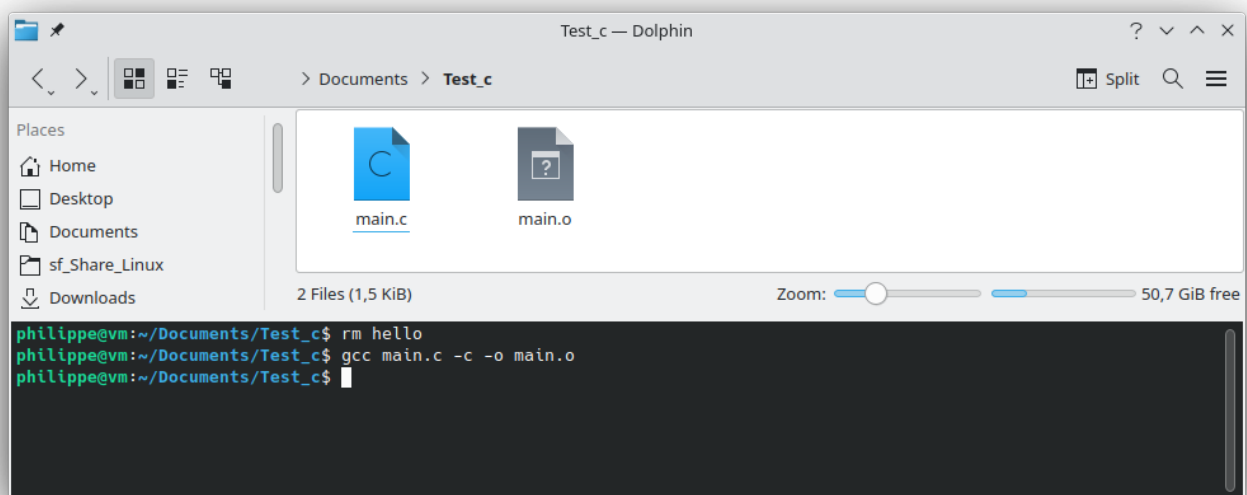 Test_c — Dolphin
Documents > Test_c
Split
Places
Home
Desktop
Documents
sf_Share_Linux
Downloads
main.c
main.o
2 Files (1,5 KiB)
Zoom:
50,7 GiB free
philippe@vm:~/Documents/Test_c$ rm hello
philippe@vm:~/Documents/Test_c$ gcc main.c -c -o main.o
philippe@vm:~/Documents/Test_c$